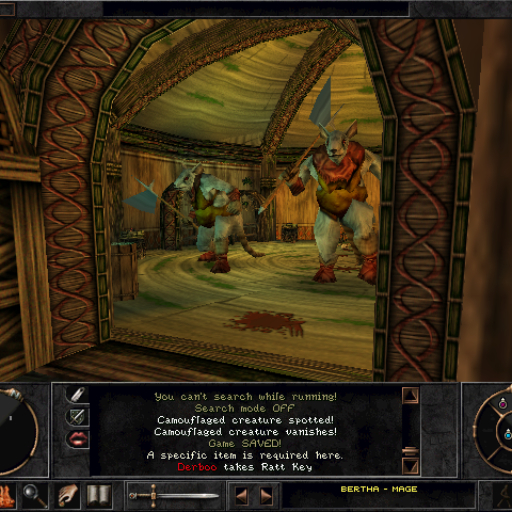 You can't search while running!
Search mode OFF
Camouflaged creature spotted!
Camouflaged creature vanishes!
Game SAVED!
A specific item is required here.
Derboo takes Ratt Key
BERTHA - MAGE